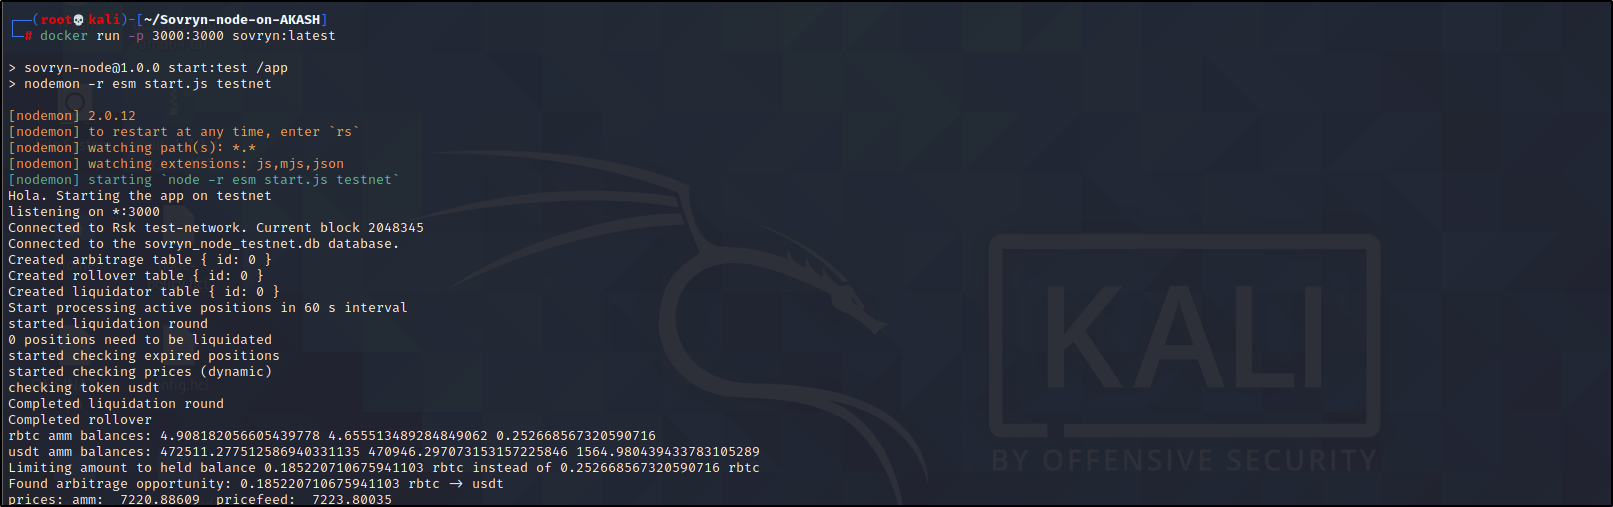 ┌──(root💀kali)-[~/Sovryn-node-on-AKASH]
└─# docker run -p 3000:3000 sovryn:latest
> sovryn-node@1.0.0 start:test /app
> nodemon -r esm start.js testnet
[nodemon] 2.0.12
[nodemon] to restart at any time, enter `rs`
[nodemon] watching path(s): *.*
[nodemon] watching extensions: js,mjs,json
[nodemon] starting `node -r esm start.js testnet`
Hola. Starting the app on testnet
listening on *:3000
Connected to Rsk test-network. Current block 2048345
Connected to the sovryn_node_testnet.db database.
Created arbitrage table { id: 0 }
Created rollover table { id: 0 }
Created liquidator table { id: 0 }
Start processing active positions in 60 s interval
started liquidation round
0 positions need to be liquidated
started checking expired positions
started checking prices (dynamic)
checking token usdt
Completed liquidation round
Completed rollover
rbtc amm balances: 4.908182056605439778 4.655513489284849062 0.252668567320590716
usdt amm balances: 472511.277512586940331135 470946.297073153157225846 1564.980439433783105289
Limiting amount to held balance 0.185220710675941103 rbtc instead of 0.252668567320590716 rbtc
Found arbitrage opportunity: 0.185220710675941103 rbtc -> usdt
prices: amm:  7220.88609  pricefeed:  7223.80035
KALI
BY OFFENSIVE SECURITY